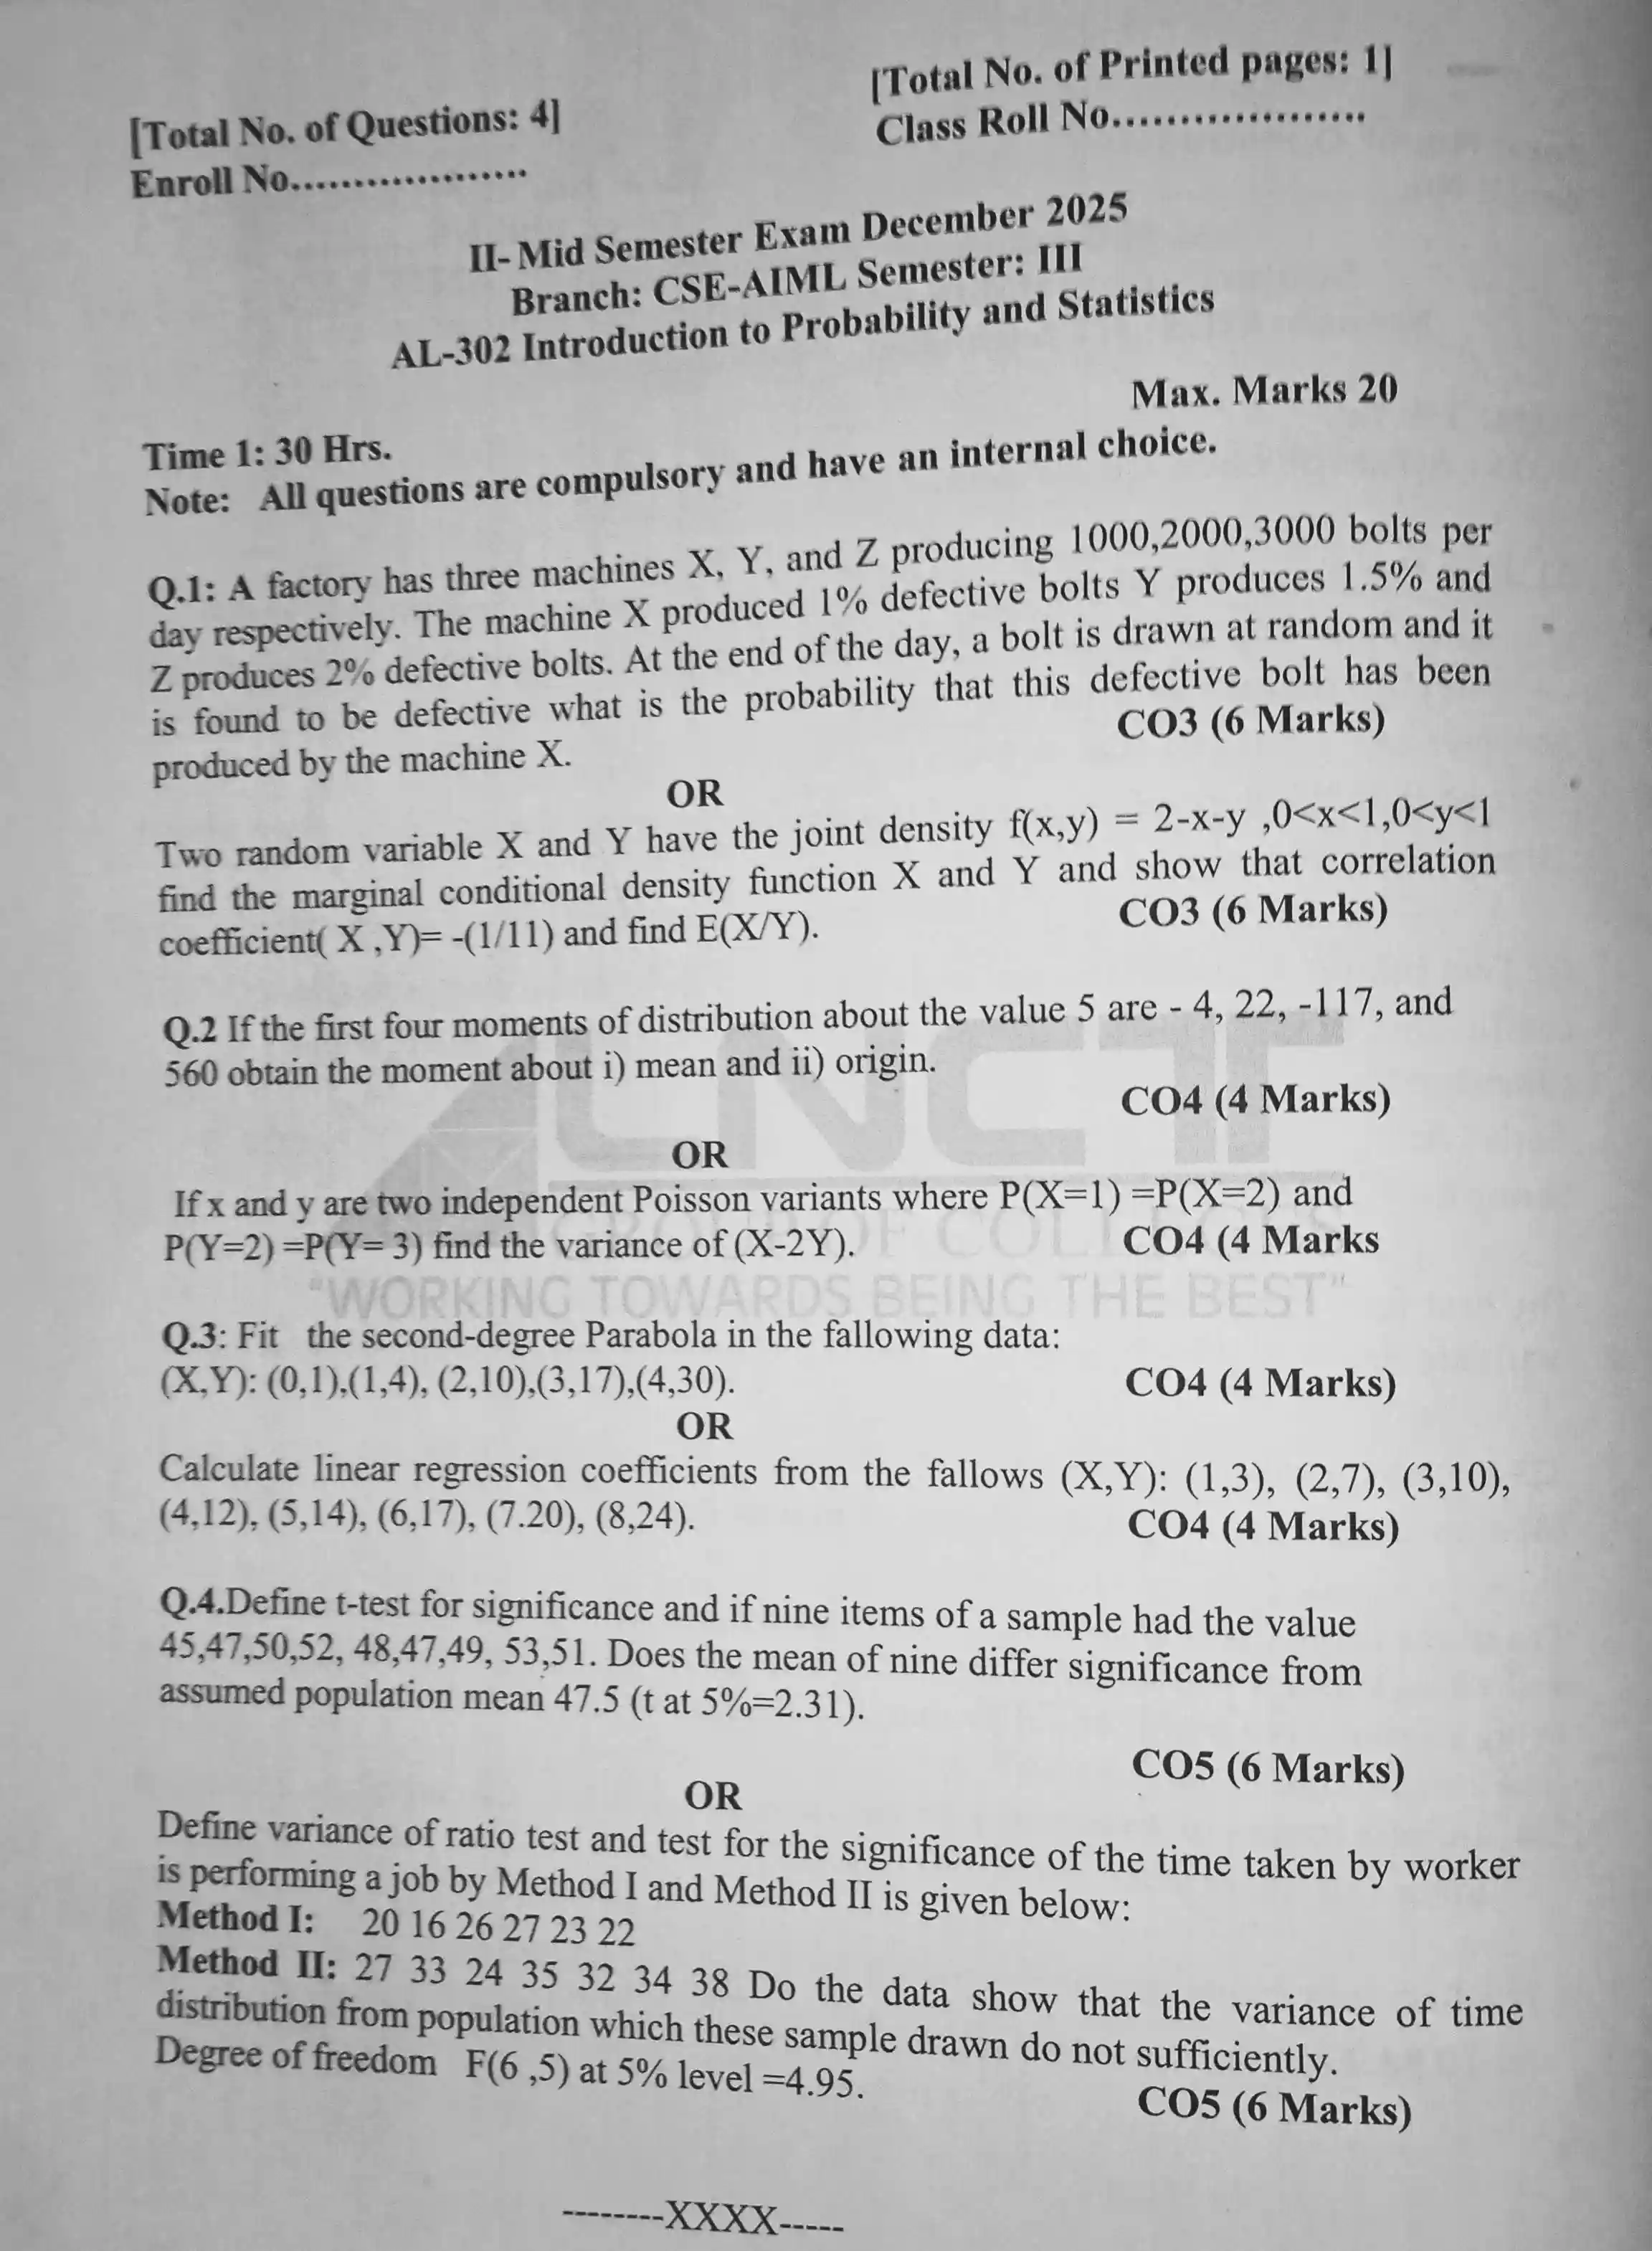 [Total No. of Questions: 4]
[Total No. of Printed pages: 1]
Enroll No...................
Class Roll No...................
II- Mid Semester Exam December 2025
Branch: CSE-AIML Semester: III
AL-302 Introduction to Probability and Statistics
Max. Marks 20
Time 1: 30 Hrs.
Note: All questions are compulsory and have an internal choice.
Q.1: A factory has three machines X, Y, and Z producing 1000,2000,3000 bolts per
day respectively. The machine X produced 1% defective bolts Y produces 1.5% and
Z produces 2% defective bolts. At the end of the day, a bolt is drawn at random and it
is found to be defective what is the probability that this defective bolt has been
produced by the machine X.
CO3 (6 Marks)
OR
Two random variable X and Y have the joint density f(x,y) = 2-x-y ,0<x<1,0<y<1
find the marginal conditional density function X and Y and show that correlation
coefficient( X ,Y)= -(1/11) and find E(X/Y).
CO3 (6 Marks)
Q.2 If the first four moments of distribution about the value 5 are - 4, 22, -117, and
560 obtain the moment about i) mean and ii) origin.
CO4 (4 Marks)
OR
If x and y are two independent Poisson variants where P(X=1) =P(X=2) and
P(Y=2) =P(Y= 3) find the variance of (X-2Y). CO4 (4 Marks
LNCT
GROUP OF COLLEGES
"WORKING TOWARDS BEING THE BEST"
Q.3: Fit the second-degree Parabola in the fallowing data:
(X,Y): (0,1),(1,4), (2,10),(3,17),(4,30). CO4 (4 Marks)
OR
Calculate linear regression coefficients from the fallows (X,Y): (1,3), (2,7), (3,10),
(4,12), (5,14), (6,17), (7.20), (8,24). CO4 (4 Marks)
Q.4.Define t-test for significance and if nine items of a sample had the value
45,47,50,52, 48,47,49, 53,51. Does the mean of nine differ significance from
assumed population mean 47.5 (t at 5%=2.31).
CO5 (6 Marks)
OR
Define variance of ratio test and test for the significance of the time taken by worker
is performing a job by Method I and Method II is given below:
Method I: 20 16 26 27 23 22
Method II: 27 33 24 35 32 34 38 Do the data show that the variance of time
distribution from population which these sample drawn do not sufficiently.
Degree of freedom F(6 ,5) at 5% level =4.95.
CO5 (6 Marks)
--------XXXX-----